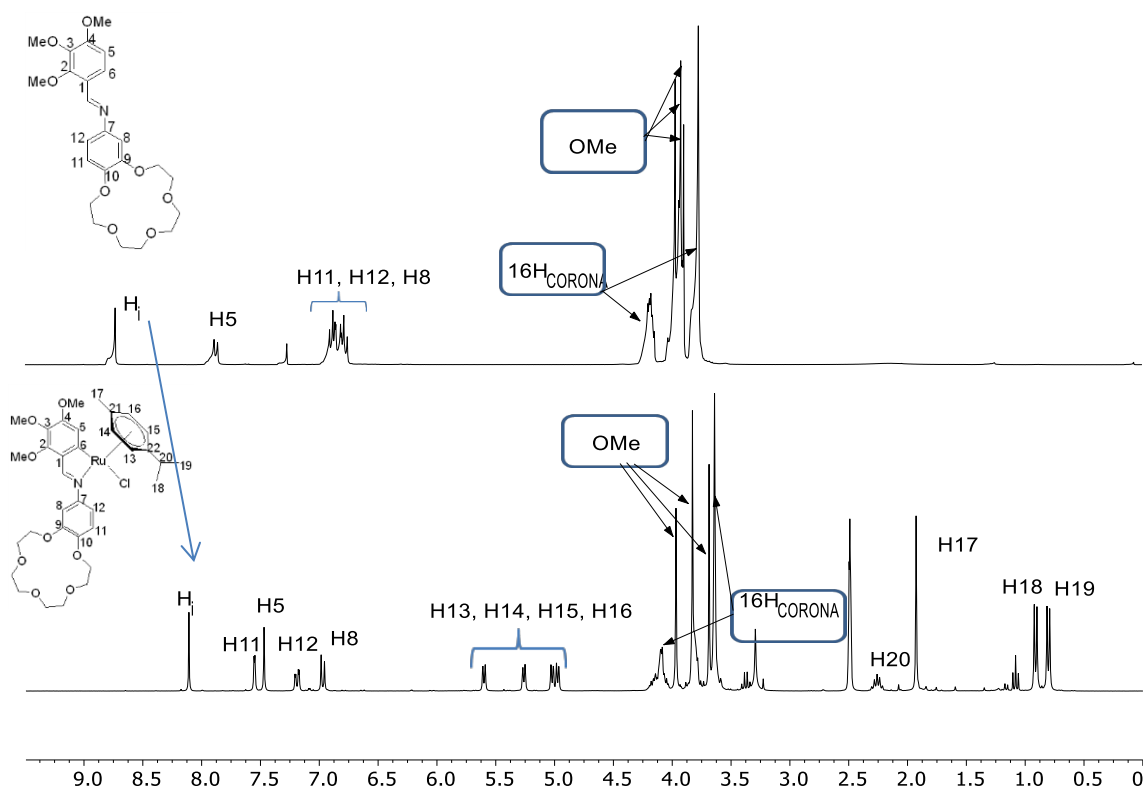 OMe
MeO 3 4 5
MeO 2 6
1
N
7
12 8
11 9
10 O
O
O
O
O
OMe
16H CORONA
H11, H12, H8
Hi
H5
17
OMe
MeO 3 4 5
MeO 2 6
1
21 16
14 15
22
13 20
19
18
Ru
Cl
N
7
8 12
9 11
O 10
O
O
O
O
OMe
16H CORONA
Hi
H11
H5
H12
H8
H13, H14, H15, H16
H20
H17
H18
H19
9.0 8.5 8.0 7.5 7.0 6.5 6.0 5.5 5.0 4.5 4.0 3.5 3.0 2.5 2.0 1.5 1.0 0.5 0